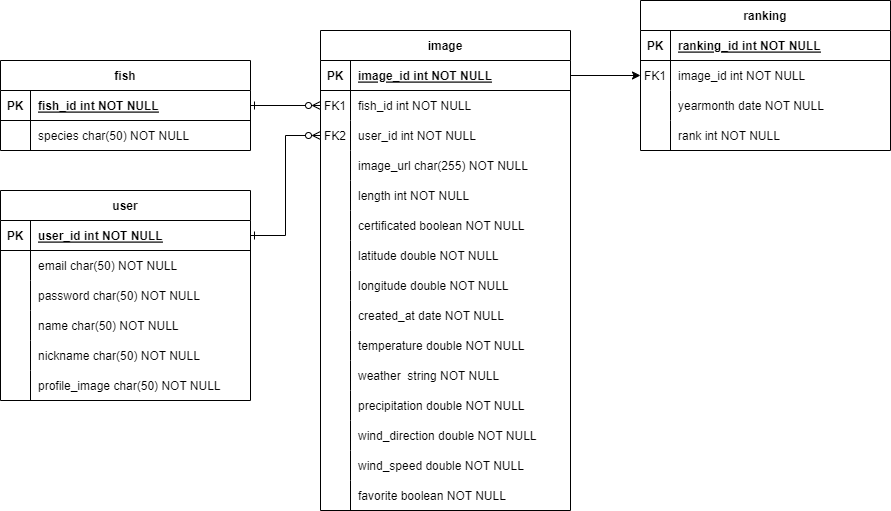 fish
PK fish_id int NOT NULL
species char(50) NOT NULL
user
PK user_id int NOT NULL
email char(50) NOT NULL
password char(50) NOT NULL
name char(50) NOT NULL
nickname char(50) NOT NULL
profile_image char(50) NOT NULL
image
PK image_id int NOT NULL
FK1 fish_id int NOT NULL
FK2 user_id int NOT NULL
image_url char(255) NOT NULL
length int NOT NULL
certificated boolean NOT NULL
latitude double NOT NULL
longitude double NOT NULL
created_at date NOT NULL
temperature double NOT NULL
weather string NOT NULL
precipitation double NOT NULL
wind_direction double NOT NULL
wind_speed double NOT NULL
favorite boolean NOT NULL
ranking
PK ranking_id int NOT NULL
FK1 image_id int NOT NULL
yearmonth date NOT NULL
rank int NOT NULL